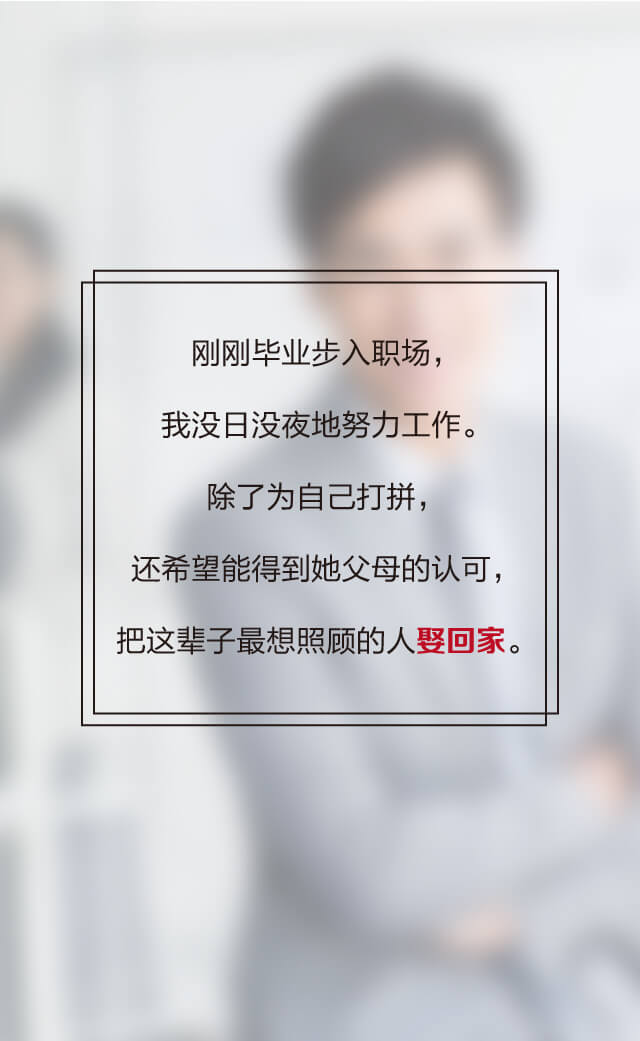 刚刚毕业步入职场，
我没日没夜地努力工作。
除了为自己打拼，
还希望能得到她父母的认可，
把这辈子最想照顾的人娶回家。